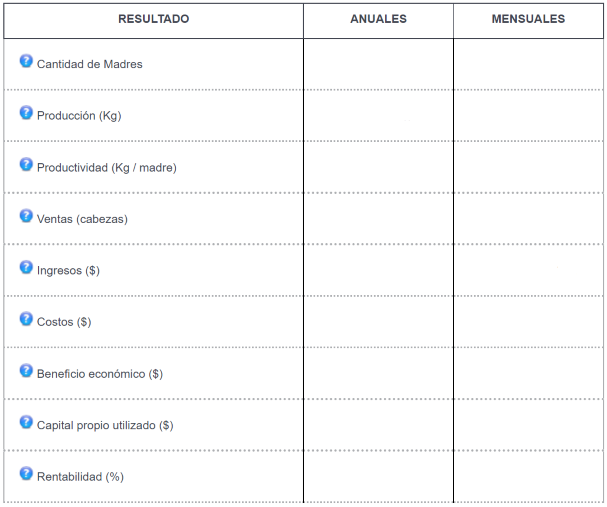 RESULTADO ANUALES MENSUALES
? Cantidad de Madres
? Producción (Kg)
? Productividad (Kg / madre)
? Ventas (cabezas)
? Ingresos ($)
? Costos ($)
? Beneficio económico ($)
? Capital propio utilizado ($)
? Rentabilidad (%)